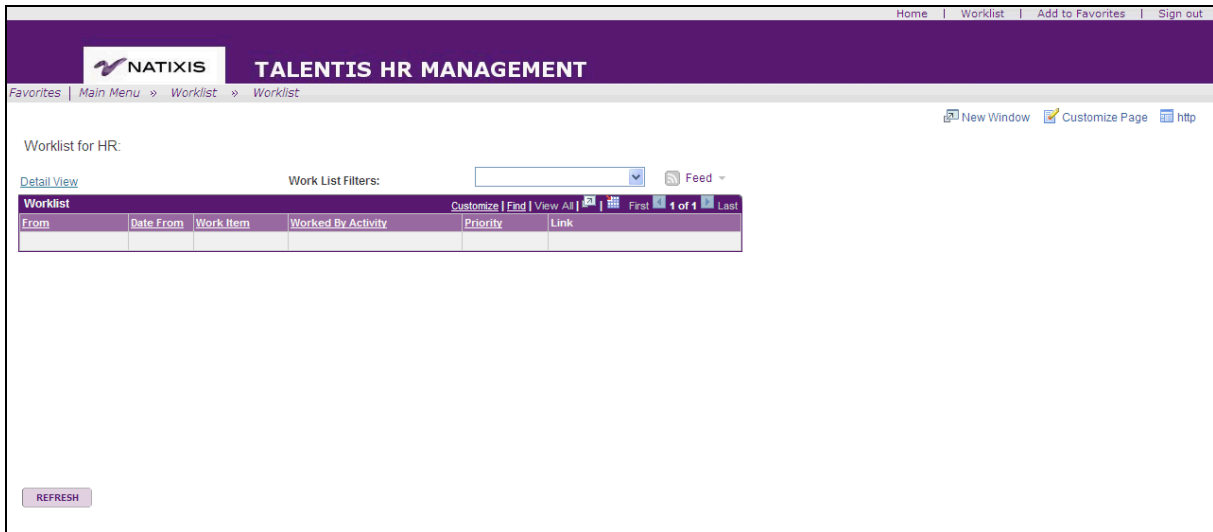 Home | Worklist | Add to Favorites | Sign out
NATIXIS TALENTIS HR MANAGEMENT
Favorites | Main Menu » Worklist » Worklist
New Window Customize Page http
Worklist for HR:
Detail View Work List Filters: Feed
Worklist Customize | Find | View All | | First 1 of 1 Last
From Date From Work Item Worked By Activity Priority Link
REFRESH